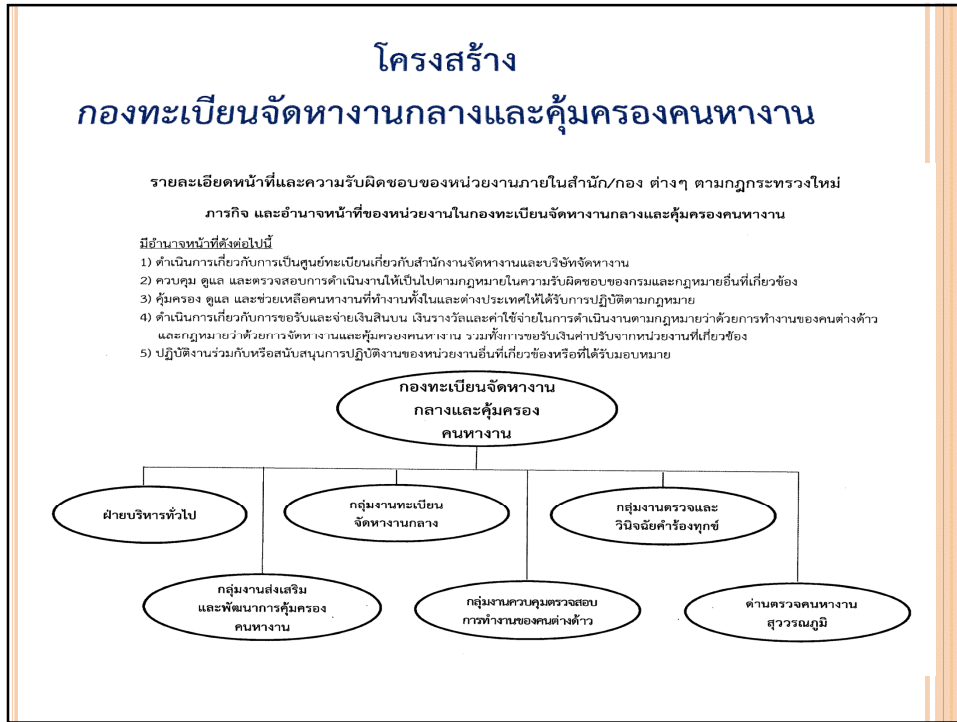 โครงสร้าง
กองทะเบียนจัดหางานกลางและคุ้มครองคนหางาน
รายละเอียดหน้าที่และความรับผิดชอบของหน่วยงานภายในสำนัก/กอง ต่างๆ ตามกฎกระทรวงใหม่
ภารกิจ และอำนาจหน้าที่ของหน่วยงานในกองทะเบียนจัดหางานกลางและคุ้มครองคนหางาน
มีอำนาจหน้าที่ดังต่อไปนี้
1) ดำเนินการเกี่ยวกับการเป็นศูนย์ทะเบียนเกี่ยวกับสำนักงานจัดหางานและบริษัทจัดหางาน
2) ควบคุม ดูแล และตรวจสอบการดำเนินงานให้เป็นไปตามกฎหมายในความรับผิดชอบของกรมและกฎหมายอื่นที่เกี่ยวข้อง
3) คุ้มครอง ดูแล และช่วยเหลือคนหางานที่ทำงานทั้งในและต่างประเทศให้ได้รับการปฏิบัติตามกฎหมาย
4) ดำเนินการเกี่ยวกับการขอรับและจ่ายเงินสินบน เงินรางวัลและค่าใช้จ่ายในการดำเนินงานตามกฎหมายว่าด้วยการทำงานของคนต่างด้าว
และกฎหมายว่าด้วยการจัดหางานและคุ้มครองคนหางาน รวมทั้งการขอรับเงินค่าปรับจากหน่วยงานที่เกี่ยวข้อง
5) ปฏิบัติงานร่วมกับหรือสนับสนุนการปฏิบัติงานของหน่วยงานอื่นที่เกี่ยวข้องหรือที่ได้รับมอบหมาย
กองทะเบียนจัดหางาน
กลางและคุ้มครอง
คนหางาน
ฝ่ายบริหารทั่วไป
กลุ่มงานทะเบียน
จัดหางานกลาง
กลุ่มงานตรวจและ
วินิจฉัยคำร้องทุกข์
กลุ่มงานส่งเสริม
และพัฒนาการคุ้มครอง
คนหางาน
กลุ่มงานควบคุมตรวจสอบ
การทำงานของคนต่างด้าว
ด่านตรวจคนหางาน
สุวรรณภูมิ